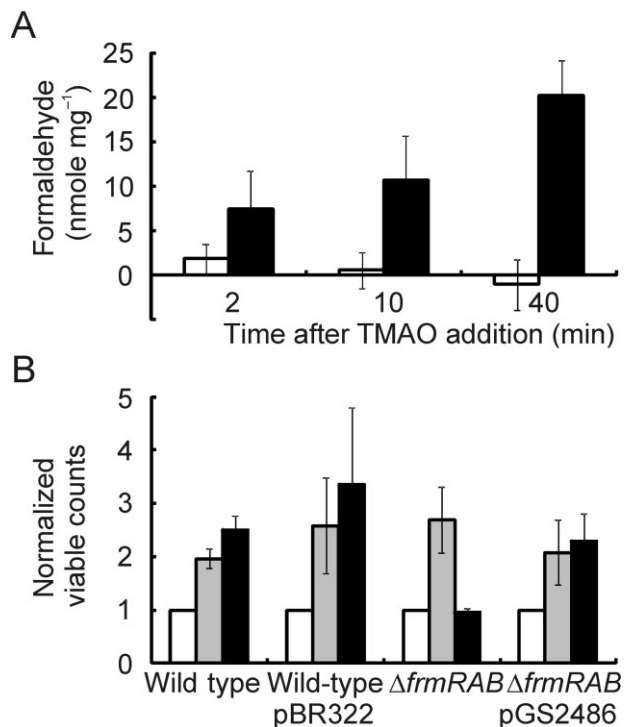 A
Formaldehyde
(nmole mg⁻¹)
25
20
15
10
5
0
2 10 40
Time after TMAO addition (min)
B
Normalized
viable counts
5
4
3
2
1
0
Wild type Wild-type ΔfrmRAB ΔfrmRAB
pBR322 pGS2486